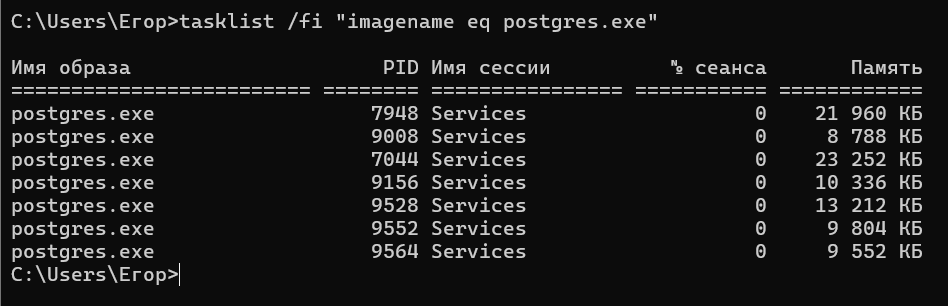 C:\Users\Егор>tasklist /fi "imagename eq postgres.exe"
Имя образа                     PID Имя сессии          № сеанса       Память
========================= ======== ================ =========== ============
postgres.exe                  7948 Services                   0    21 960 КБ
postgres.exe                  9008 Services                   0     8 788 КБ
postgres.exe                  7044 Services                   0    23 252 КБ
postgres.exe                  9156 Services                   0    10 336 КБ
postgres.exe                  9528 Services                   0    13 212 КБ
postgres.exe                  9552 Services                   0     9 804 КБ
postgres.exe                  9564 Services                   0     9 552 КБ
C:\Users\Егор>